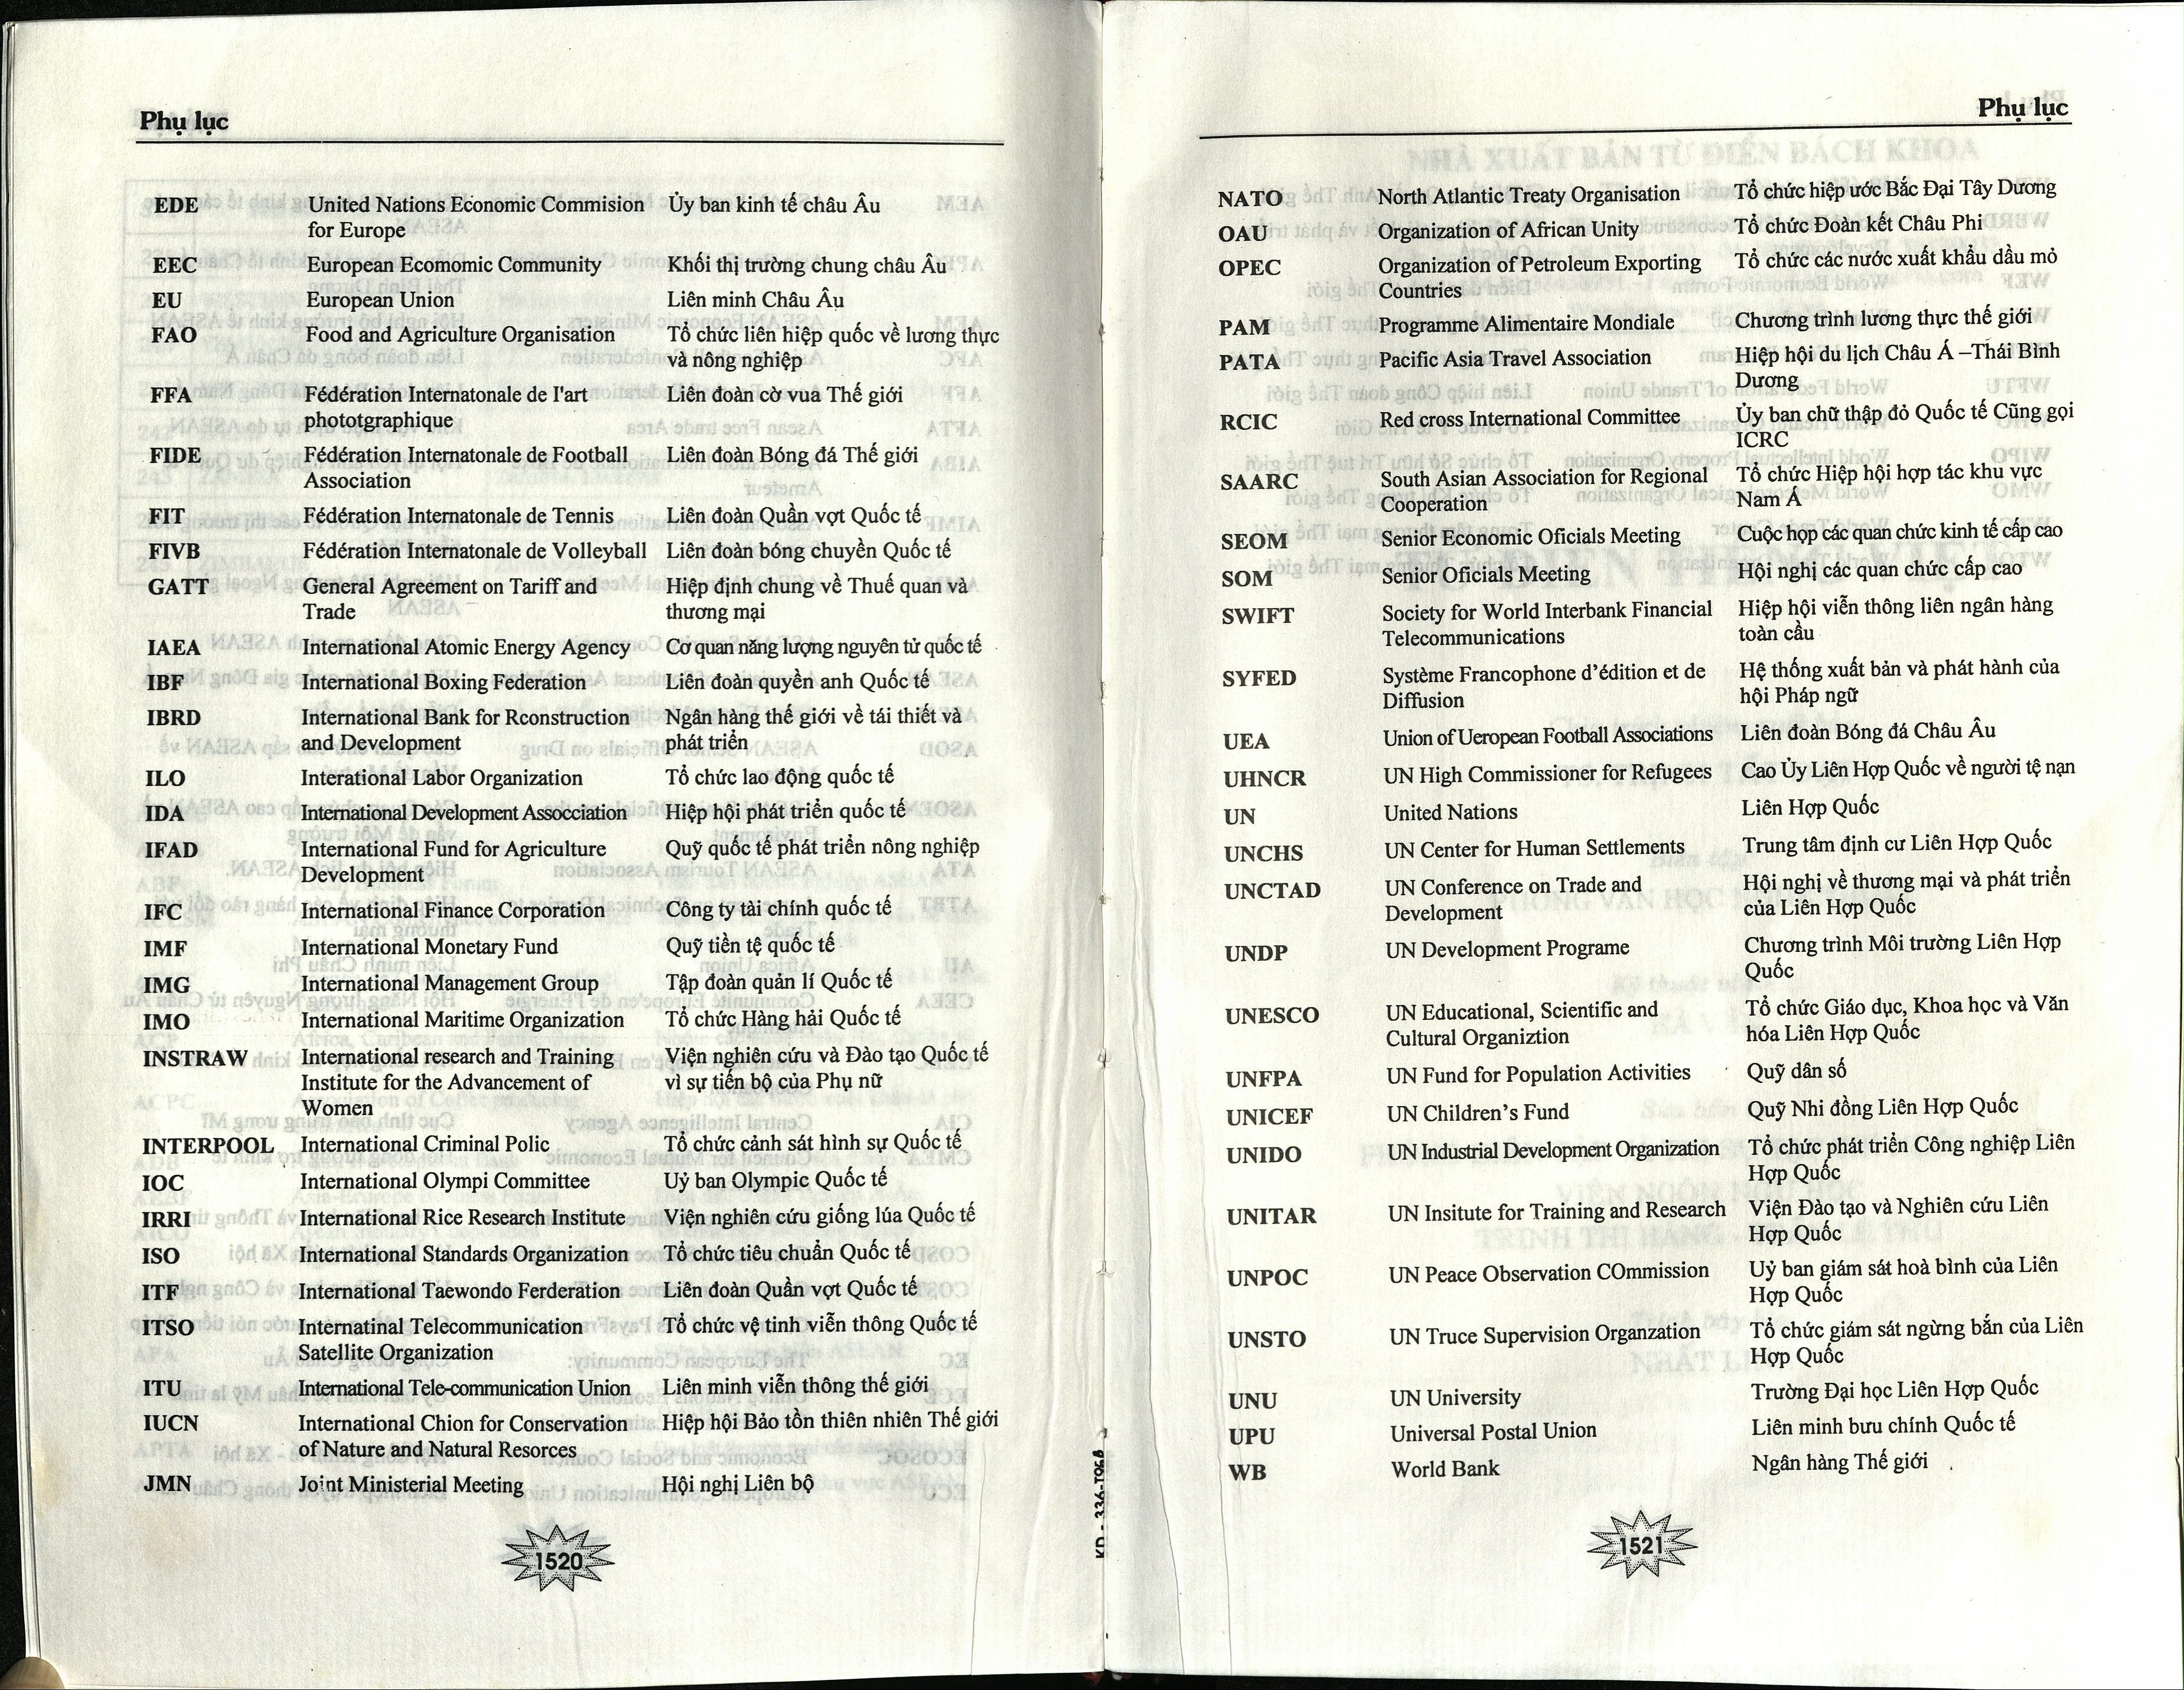 Phụ lục
EDE United Nations Economic Commision Ủy ban kinh tế châu Âu
for Europe
EEC European Ecomomic Community Khối thị trường chung châu Âu
EU European Union Liên minh Châu Âu
FAO Food and Agriculture Organisation Tổ chức liên hiệp quốc về lương thực
và nông nghiệp
FFA Fédération Internatonale de l'art Liên đoàn cờ vua Thế giới
phototgraphique
FIDE Fédération Internatonale de Football Liên đoàn Bóng đá Thế giới
Association
FIT Fédération Internatonale de Tennis Liên đoàn Quần vợt Quốc tế
FIVB Fédération Internatonale de Volleyball Liên đoàn bóng chuyền Quốc tế
GATT General Agreement on Tariff and Hiệp định chung về Thuế quan và
Trade thương mại
IAEA International Atomic Energy Agency Cơ quan năng lượng nguyên tử quốc tế
IBF International Boxing Federation Liên đoàn quyền anh Quốc tế
IBRD International Bank for Rconstruction Ngân hàng thế giới về tái thiết và
and Development phát triển
ILO Interational Labor Organization Tổ chức lao động quốc tế
IDA International Development Assocciation Hiệp hội phát triển quốc tế
IFAD International Fund for Agriculture Quỹ quốc tế phát triển nông nghiệp
Development
IFC International Finance Corporation Công ty tài chính quốc tế
IMF International Monetary Fund Quỹ tiền tệ quốc tế
IMG International Management Group Tập đoàn quản lí Quốc tế
IMO International Maritime Organization Tổ chức Hàng hải Quốc tế
INSTRAW International research and Training Viện nghiên cứu và Đào tạo Quốc tế
Institute for the Advancement of vì sự tiến bộ của Phụ nữ
Women
INTERPOOL International Criminal Polic Tổ chức cảnh sát hình sự Quốc tế
IOC International Olympi Committee Uỷ ban Olympic Quốc tế
IRRI International Rice Research Institute Viện nghiên cứu giống lúa Quốc tế
ISO International Standards Organization Tổ chức tiêu chuẩn Quốc tế
ITF International Taewondo Ferderation Liên đoàn Quần vợt Quốc tế
ITSO Internatinal Telecommunication Tổ chức vệ tinh viễn thông Quốc tế
Satellite Organization
ITU International Tele-communication Union Liên minh viễn thông thế giới
IUCN International Chion for Conservation Hiệp hội Bảo tồn thiên nhiên Thế giới
of Nature and Natural Resorces
JMN Joint Ministerial Meeting Hội nghị Liên bộ
1520
KD - 336-T968
Phụ lục
NATO North Atlantic Treaty Organisation Tổ chức hiệp ước Bắc Đại Tây Dương
OAU Organization of African Unity Tổ chức Đoàn kết Châu Phi
OPEC Organization of Petroleum Exporting Tổ chức các nước xuất khẩu dầu mỏ
Countries
PAM Programme Alimentaire Mondiale Chương trình lương thực thế giới
PATA Pacific Asia Travel Association Hiệp hội du lịch Châu Á –Thái Bình
Dương
RCIC Red cross International Committee Ủy ban chữ thập đỏ Quốc tế Cũng gọi
ICRC
SAARC South Asian Association for Regional Tổ chức Hiệp hội hợp tác khu vực
Cooperation Nam Á
SEOM Senior Economic Oficials Meeting Cuộc họp các quan chức kinh tế cấp cao
SOM Senior Oficials Meeting Hội nghị các quan chức cấp cao
SWIFT Society for World Interbank Financial Hiệp hội viễn thông liên ngân hàng
Telecommunications toàn cầu
SYFED Système Francophone d'édition et de Hệ thống xuất bản và phát hành của
Diffusion hội Pháp ngữ
UEA Union of Ueropean Football Associations Liên đoàn Bóng đá Châu Âu
UHNCR UN High Commissioner for Refugees Cao Ủy Liên Hợp Quốc về người tệ nạn
UN United Nations Liên Hợp Quốc
UNCHS UN Center for Human Settlements Trung tâm định cư Liên Hợp Quốc
UNCTAD UN Conference on Trade and Hội nghị về thương mại và phát triển
Development của Liên Hợp Quốc
UNDP UN Development Programe Chương trình Môi trường Liên Hợp
Quốc
UNESCO UN Educational, Scientific and Tổ chức Giáo dục, Khoa học và Văn
Cultural Organiztion hóa Liên Hợp Quốc
UNFPA UN Fund for Population Activities Quỹ dân số
UNICEF UN Children's Fund Quỹ Nhi đồng Liên Hợp Quốc
UNIDO UN Industrial Development Organization Tổ chức phát triển Công nghiệp Liên
Hợp Quốc
UNITAR UN Insitute for Training and Research Viện Đào tạo và Nghiên cứu Liên
Hợp Quốc
UNPOC UN Peace Observation COmmission Uỷ ban giám sát hoà bình của Liên
Hợp Quốc
UNSTO UN Truce Supervision Organzation Tổ chức giám sát ngừng bắn của Liên
Hợp Quốc
UNU UN University Trường Đại học Liên Hợp Quốc
UPU Universal Postal Union Liên minh bưu chính Quốc tế
WB World Bank Ngân hàng Thế giới
1521